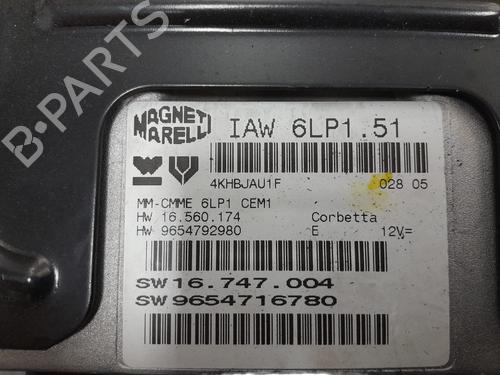 B-PARTS
MAGNETI
MARELLI
IAW 6LP1.51
4KHBJAU1F
028 05
MM-CMME 6LP1 CEM1
HW 16.560.174 Corbetta
HW 9654792980 E 12V=
SW16.747.004
SW9654716780